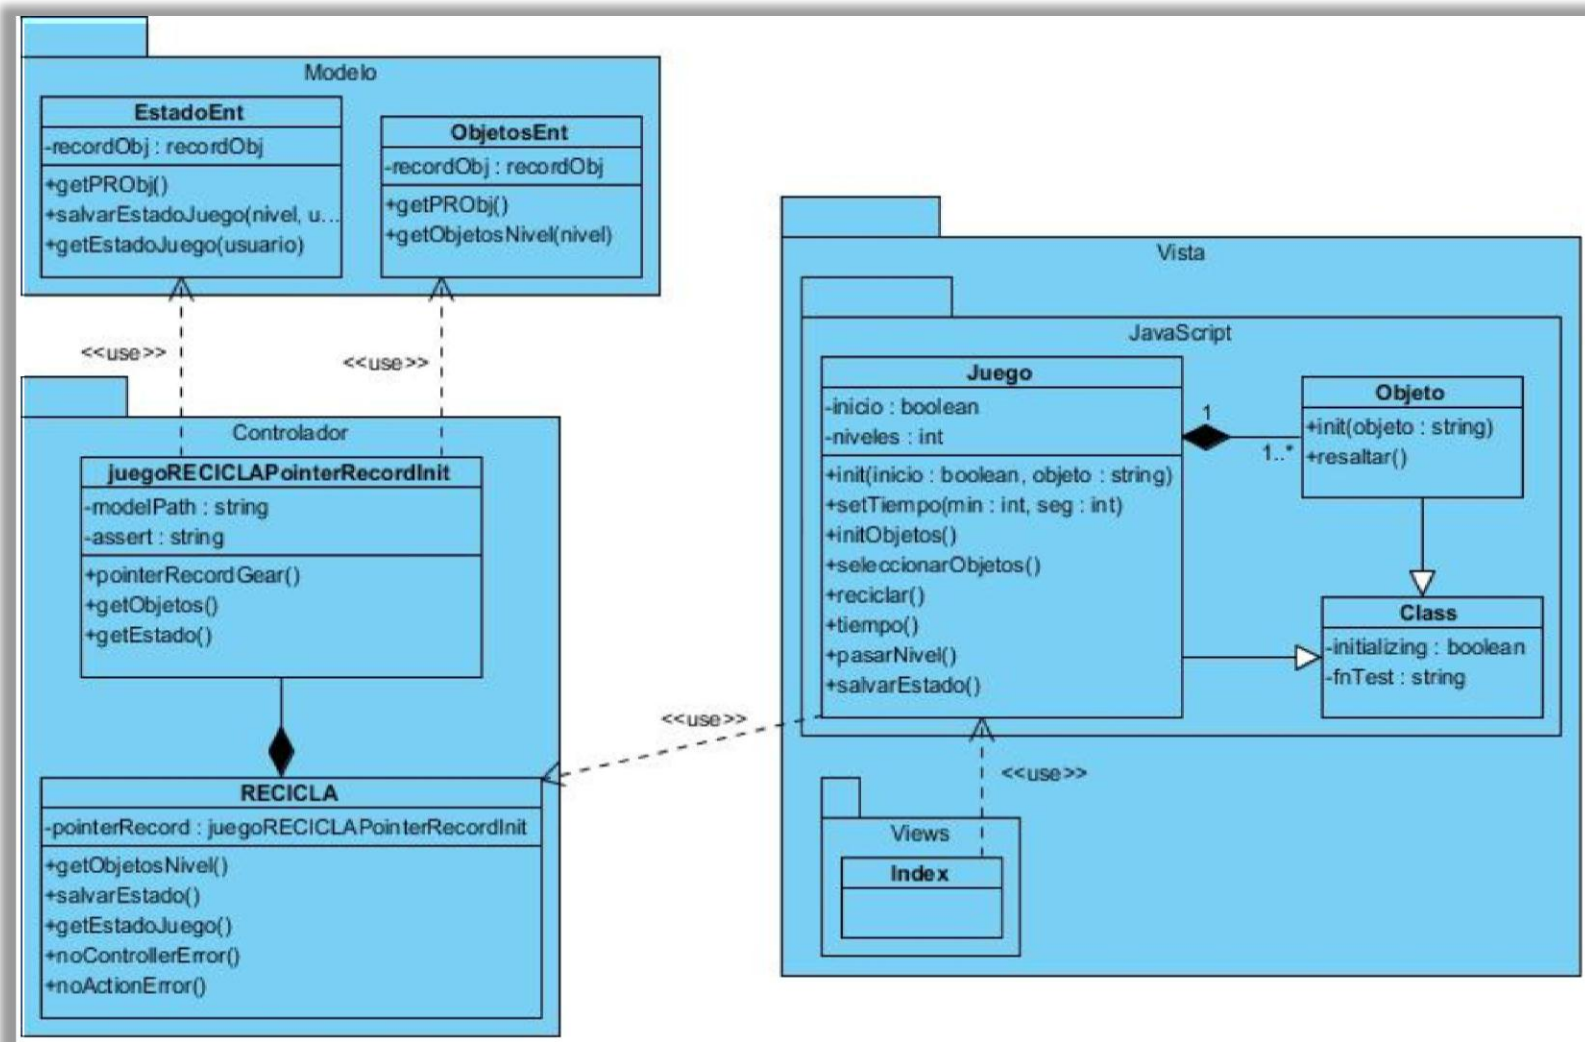 Modelo
EstadoEnt
-recordObj : recordObj
+getPRObj()
+salvarEstadoJuego(nivel, u...
+getEstadoJuego(usuario)
ObjetosEnt
-recordObj : recordObj
+getPRObj()
+getObjetosNivel(nivel)
<<use>>
<<use>>
Controlador
juegoRECICLAPointerRecordInit
-modelPath : string
-assert : string
+pointerRecordGear()
+getObjetos()
+getEstado()
RECICLA
-pointerRecord : juegoRECICLAPointerRecordInit
+getObjetosNivel()
+salvarEstado()
+getEstadoJuego()
+noControllerError()
+noActionError()
<<use>>
Vista
JavaScript
Juego
-inicio : boolean
-niveles : int
+init(inicio : boolean, objeto : string)
+setTiempo(min : int, seg : int)
+initObjetos()
+seleccionarObjetos()
+reciclar()
+tiempo()
+pasarNivel()
+salvarEstado()
1
1..*
Objeto
+init(objeto : string)
+resaltar()
Class
-initializing : boolean
-fnTest : string
<<use>>
Views
Index